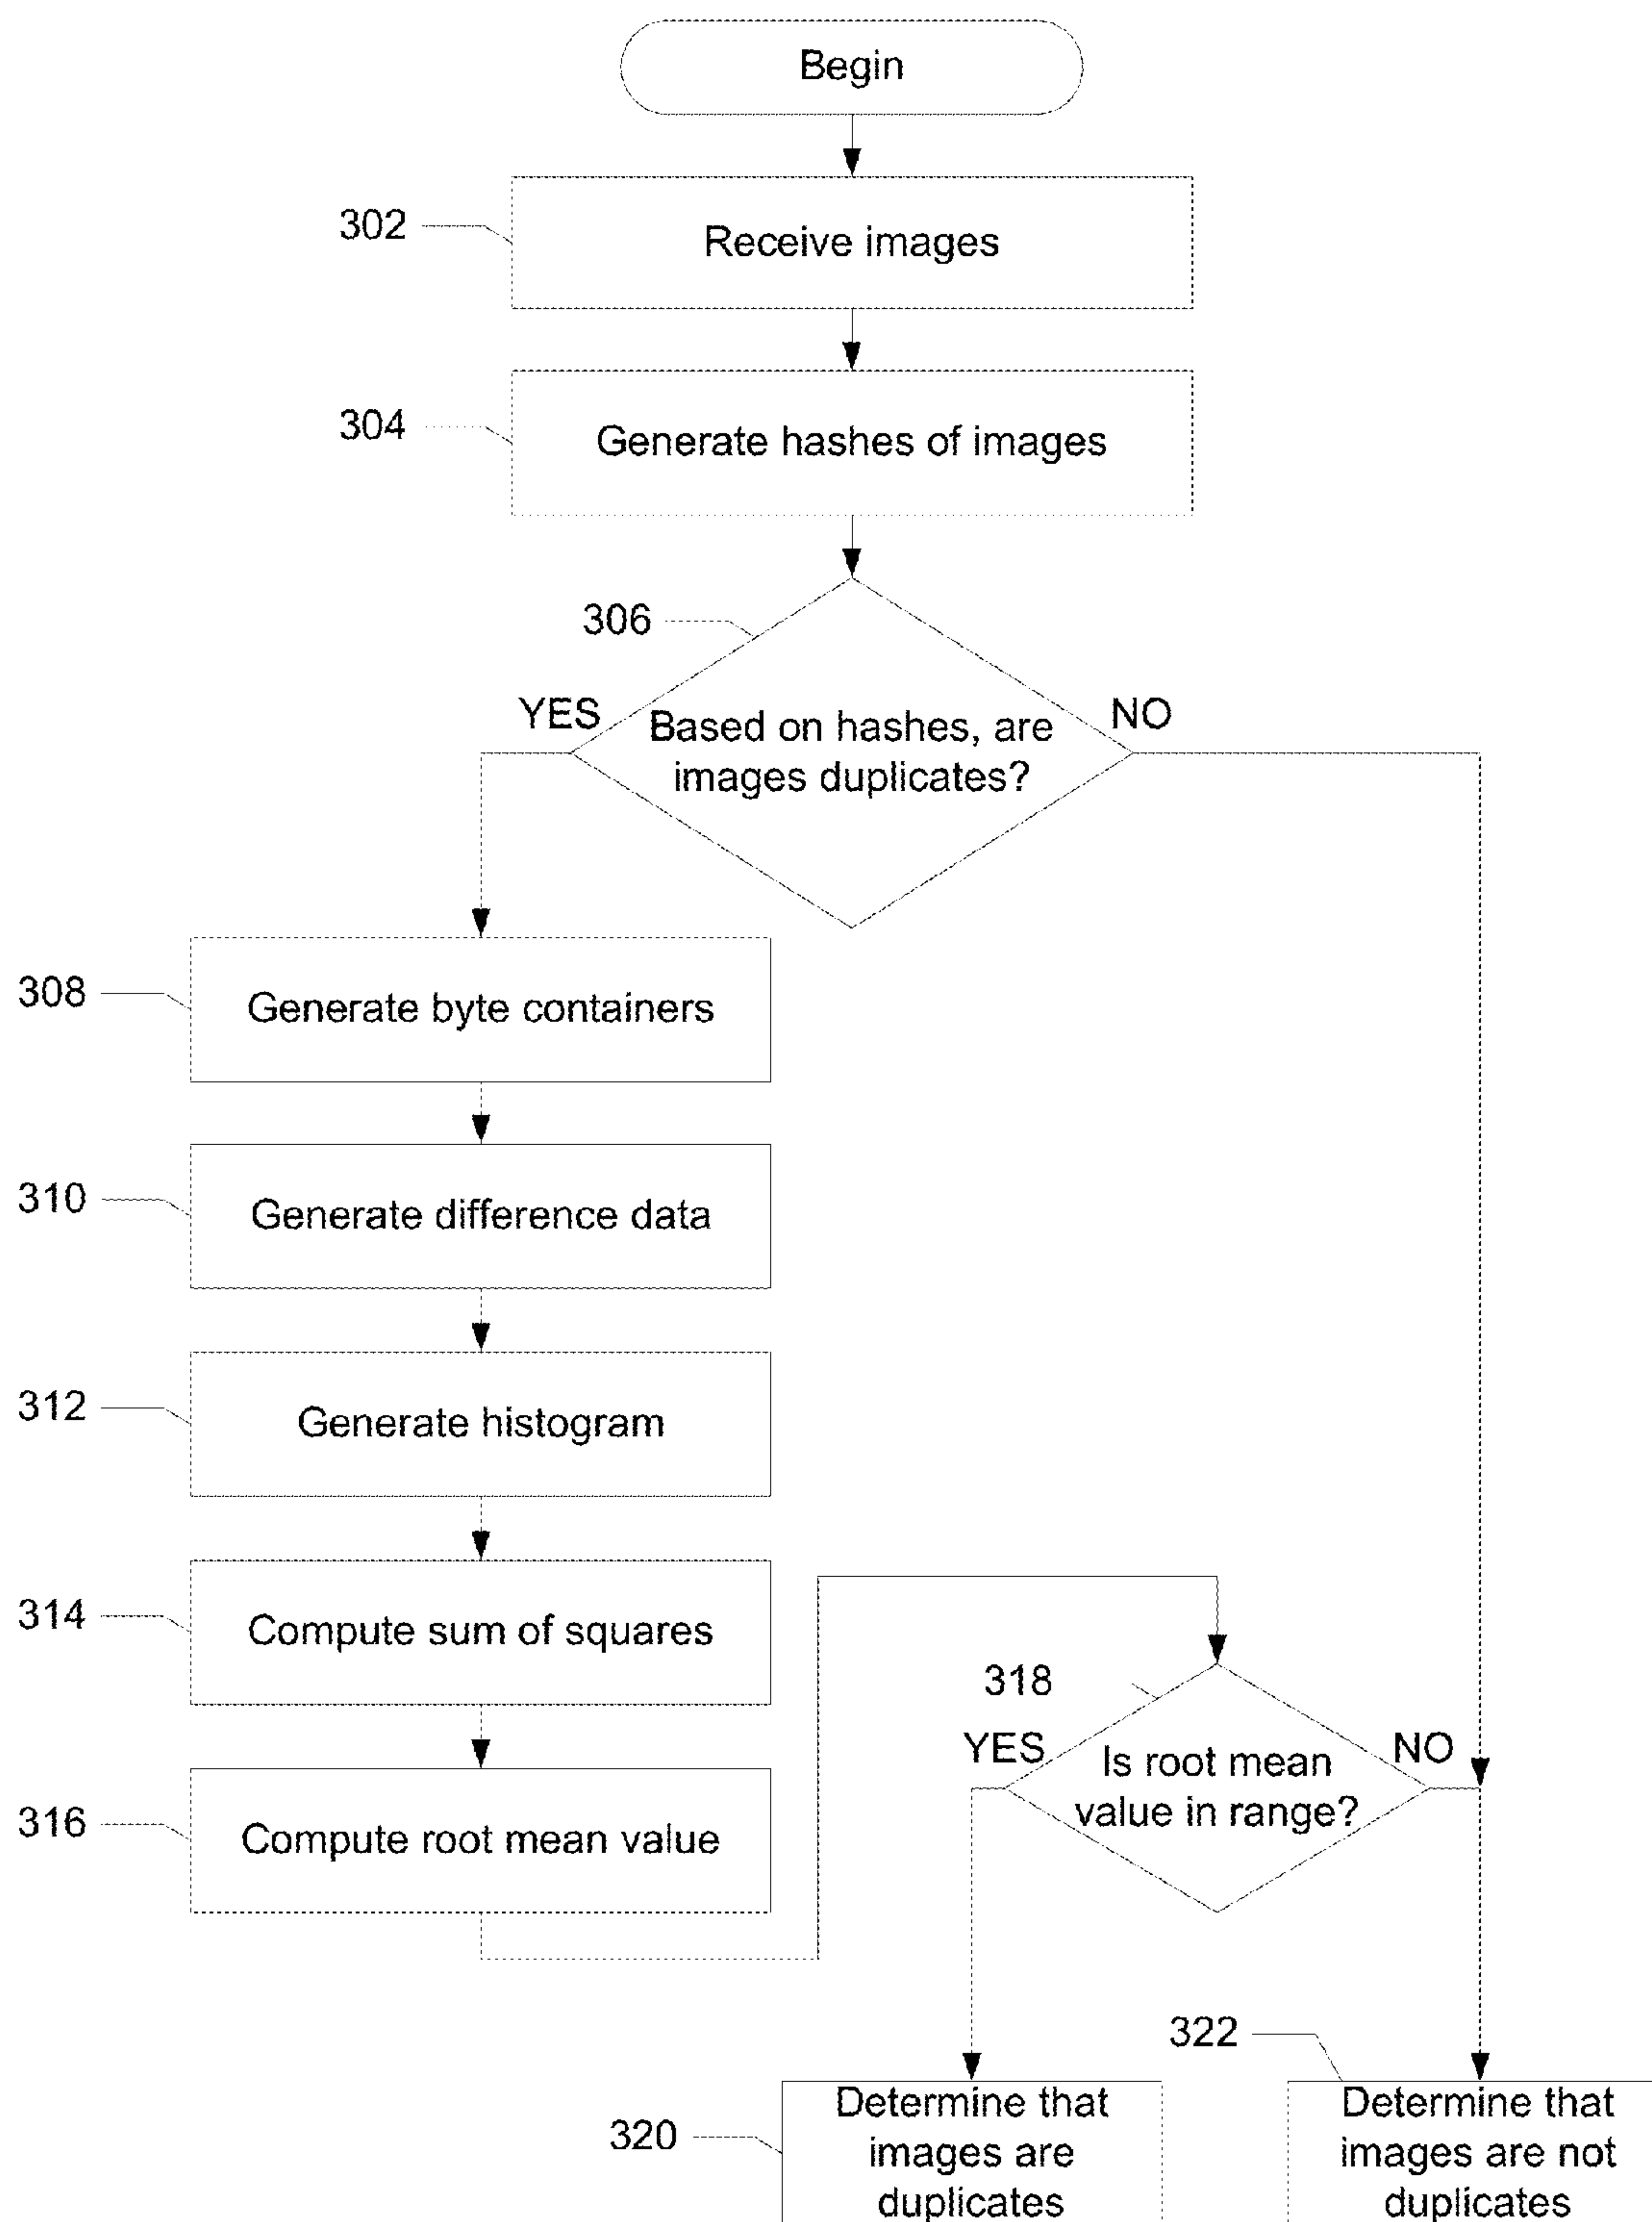 Begin
302
Receive images
304
Generate hashes of images
306
YES
NO
Based on hashes, are
images duplicates?
308
Generate byte containers
310
Generate difference data
312
Generate histogram
314
Compute sum of squares
316
Compute root mean value
318
YES
NO
Is root mean
value in range?
320
Determine that
images are
duplicates
322
Determine that
images are not
duplicates